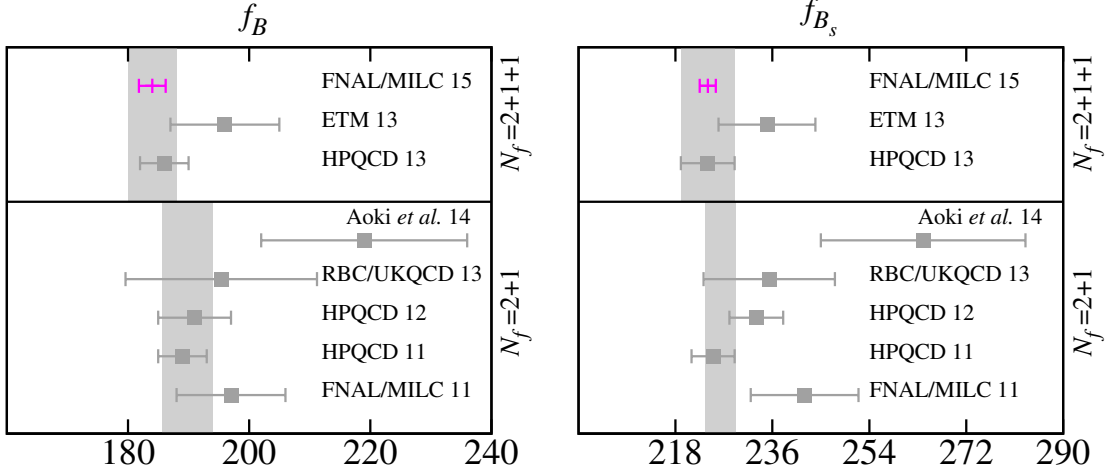 f_B
FNAL/MILC 15
ETM 13
HPQCD 13
N_f=2+1+1
Aoki et al. 14
RBC/UKQCD 13
HPQCD 12
HPQCD 11
FNAL/MILC 11
N_f=2+1
180 200 220 240
f_{B_s}
FNAL/MILC 15
ETM 13
HPQCD 13
N_f=2+1+1
Aoki et al. 14
RBC/UKQCD 13
HPQCD 12
HPQCD 11
FNAL/MILC 11
N_f=2+1
218 236 254 272 290